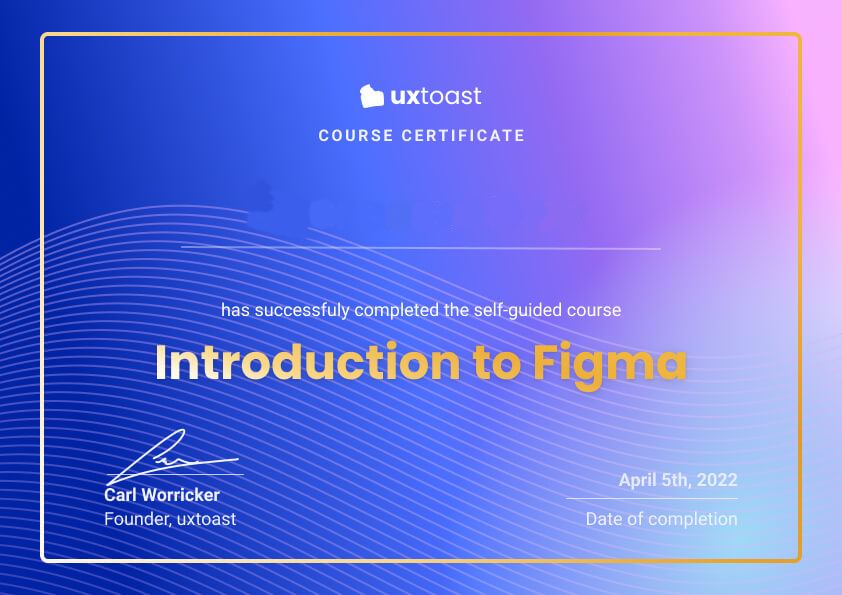 uxtoast
COURSE CERTIFICATE
has successfuly completed the self-guided course
Introduction to Figma
Carl Worricker
Founder, uxtoast
April 5th, 2022
Date of completion